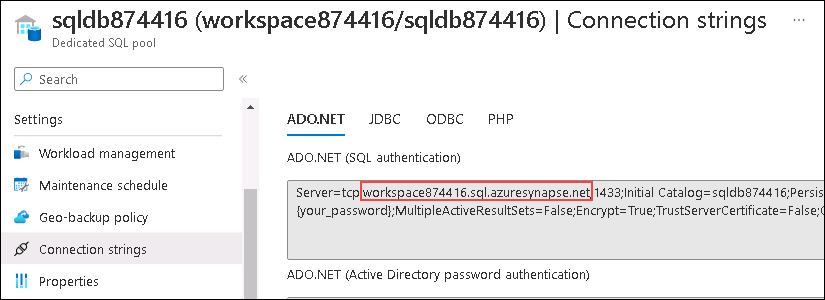 sqldb874416 (workspace874416/sqldb874416) | Connection strings ...
Dedicated SQL pool
Search «
Settings
Workload management
Maintenance schedule
Geo-backup policy
Connection strings
Properties
ADO.NET JDBC ODBC PHP
ADO.NET (SQL authentication)
Server=tcp:workspace874416.sql.azuresynapse.net,1433;Initial Catalog=sqldb874416;Persis
{your_password};MultipleActiveResultSets=False;Encrypt=True;TrustServerCertificate=False;C
ADO.NET (Active Directory password authentication)